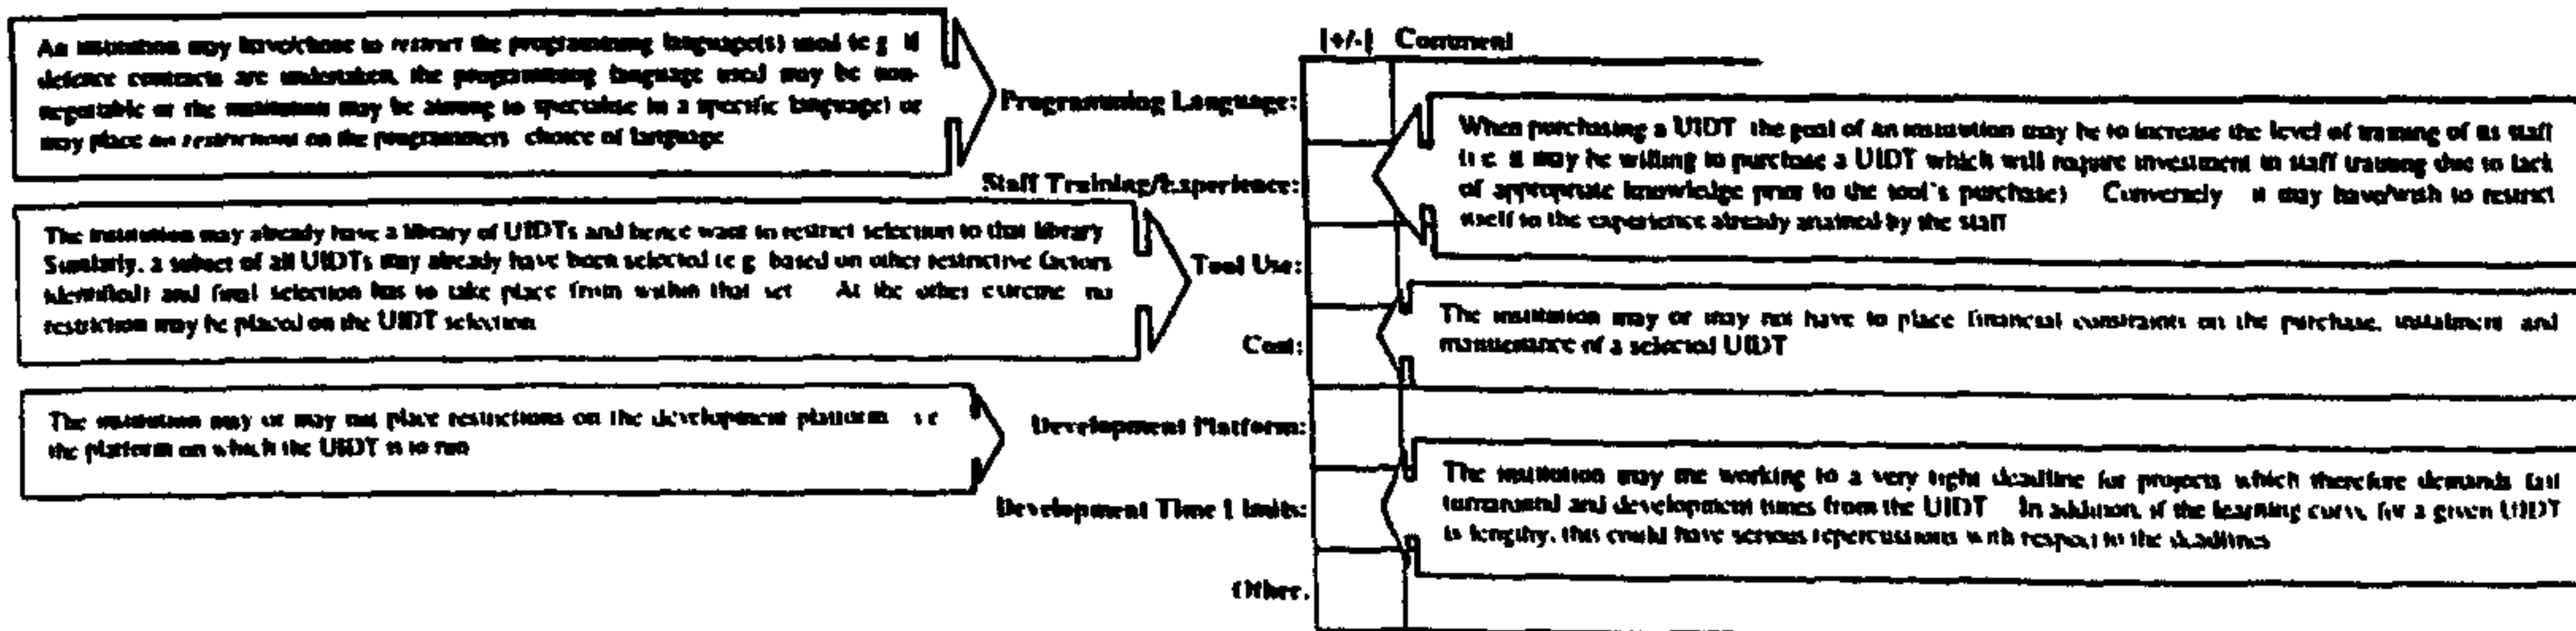 An institution may have/chose to restrict the programming language(s) used (e.g. if
defence contracts are undertaken, the programming language used may be non-
negotiable or the institution may be aiming to specialise in a specific language) or
may place no restrictions on the programmers choice of language
[+/-] Comment
Programming Language:
When purchasing a UIDT the goal of an institution may be to increase the level of training of its staff
(i.e. it may be willing to purchase a UIDT which will require investment in staff training due to lack
of appropriate knowledge prior to the tool's purchase) Conversely it may have/wish to restrict
itself to the experience already attained by the staff
Staff Training/Experience:
The institution may already have a library of UIDTs and hence want to restrict selection to that library
Similarly, a subset of all UIDTs may already have been selected (e.g. based on other restrictive factors
identified) and final selection has to take place from within that set At the other extreme no
restriction may be placed on the UIDT selection
Tool Use:
The institution may or may not have to place financial constraints on the purchase, instalment and
maintenance of a selected UIDT
Cost:
The institution may or may not place restrictions on the development platform i.e.
the platform on which the UIDT is to run
Development Platform:
The institution may me working to a very tight deadline for projects which therefore demands fast
turnaround and development times from the UIDT In addition, if the learning curve for a given UIDT
is lengthy, this could have serious repercussions with respect to the deadlines
Development Time Limits:
Other: